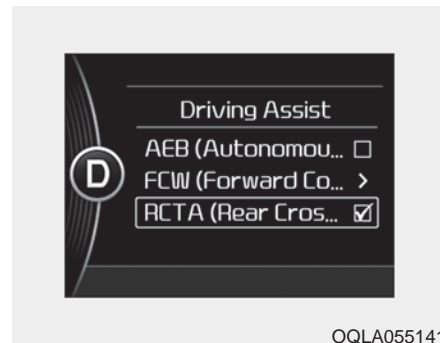 Driving Assist
D
AEB (Autonomou...
FCW (Forward Co... >
RCTA (Rear Cros...
OQLA055141